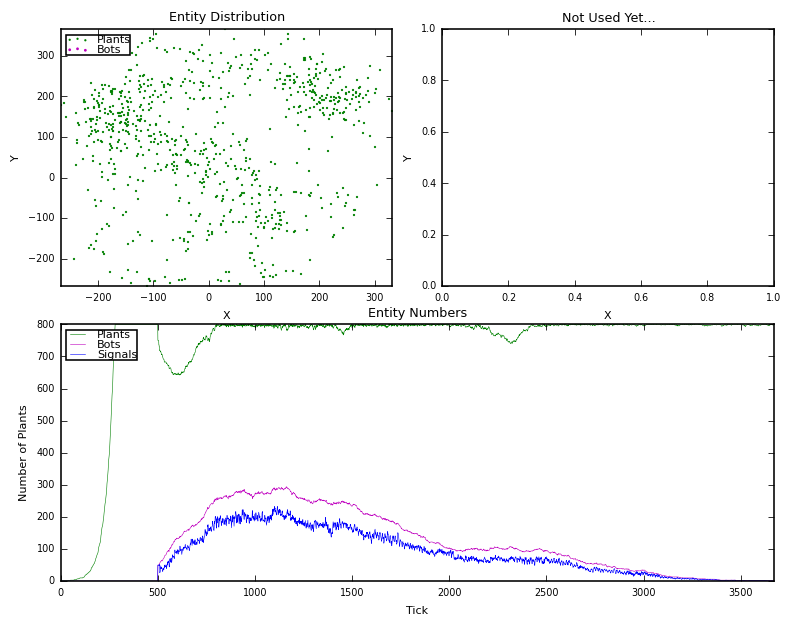 Entity Distribution
Plants
Bots
300
200
100
0
−100
−200
Y
−200 −100 0 100 200 300
X
Not Used Yet...
1.0
0.8
0.6
0.4
0.2
0.0
Y
0.0 0.2 0.4 0.6 0.8 1.0
X
Entity Numbers
Plants
Bots
Signals
800
700
600
500
400
300
200
100
0
Number of Plants
0 500 1000 1500 2000 2500 3000 3500
Tick